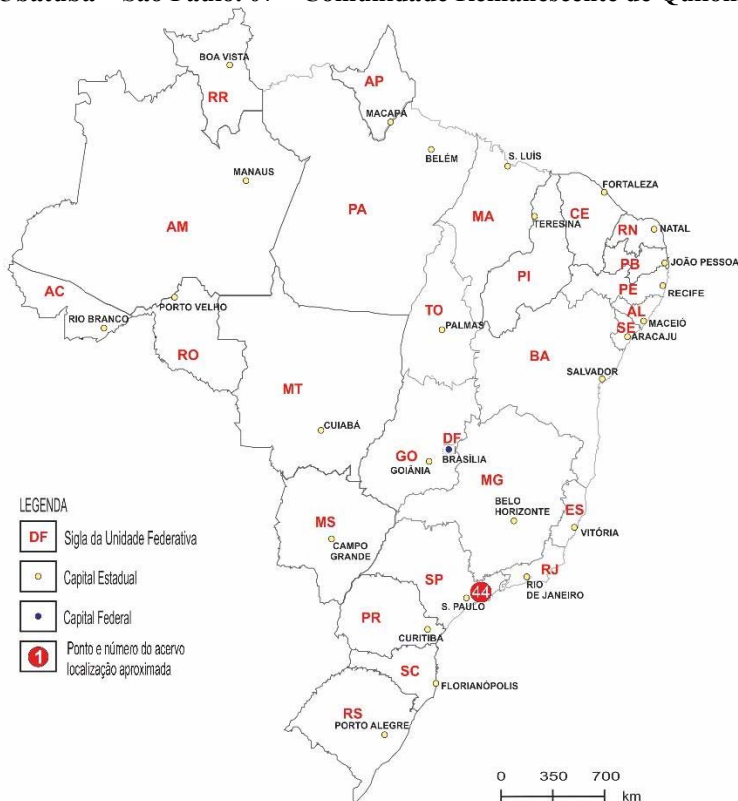 Ubatuba – São Paulo. 07 – Comunidade Remanescente de Quilom
BOA VISTA
RR
AP
MACAPÁ
BELÉM
S. LUÍS
MANAUS
FORTALEZA
AM
PA
MA
TERESINA
CE
RN
NATAL
PB
JOÃO PESSOA
PI
PE
RECIFE
AC
PORTO VELHO
TO
AL
RIO BRANCO
PALMAS
SE
MACEIÓ
ARACAJU
RO
BA
MT
SALVADOR
CUIABÁ
DF
GO
BRASÍLIA
GOIÂNIA
MG
BELO
HORIZONTE
ES
VITÓRIA
MS
CAMPO
GRANDE
RJ
SP
RIO
DE JANEIRO
44
S. PAULO
PR
CURITIBA
SC
FLORIANÓPOLIS
RS
PORTO ALEGRE
LEGENDA
DF Sigla da Unidade Federativa
Capital Estadual
Capital Federal
1 Ponto e número do acervo
localização aproximada
0 350 700
km